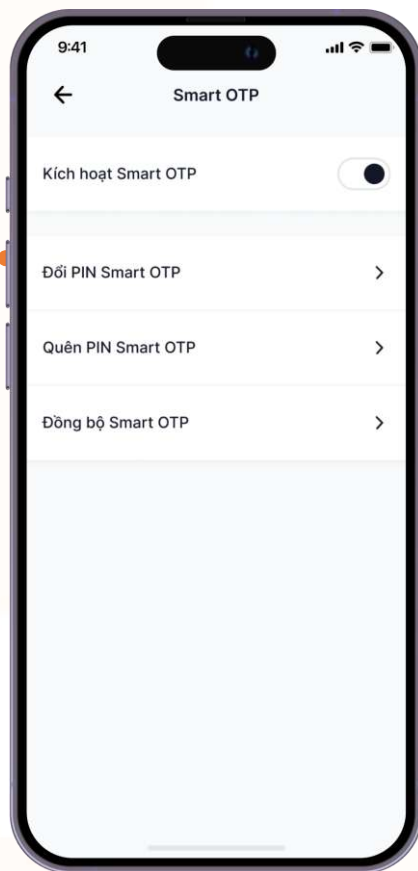 9:41
Smart OTP
Kích hoạt Smart OTP
Đổi PIN Smart OTP
Quên PIN Smart OTP
Đồng bộ Smart OTP